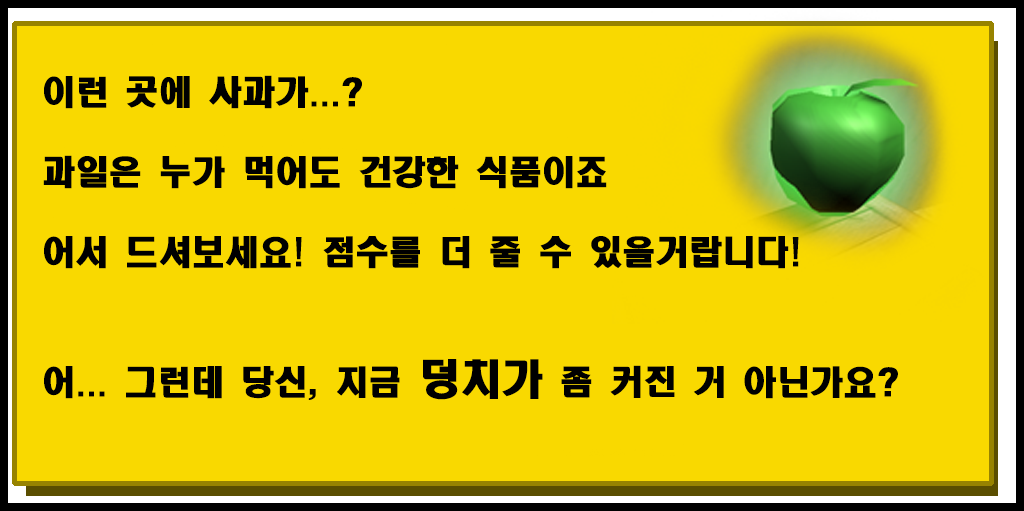 이런 곳에 사과가...?
과일은 누가 먹어도 건강한 식품이죠
어서 드셔보세요! 점수를 더 줄 수 있을거랍니다!
어... 그런데 당신, 지금 덩치가 좀 커진 거 아닌가요?